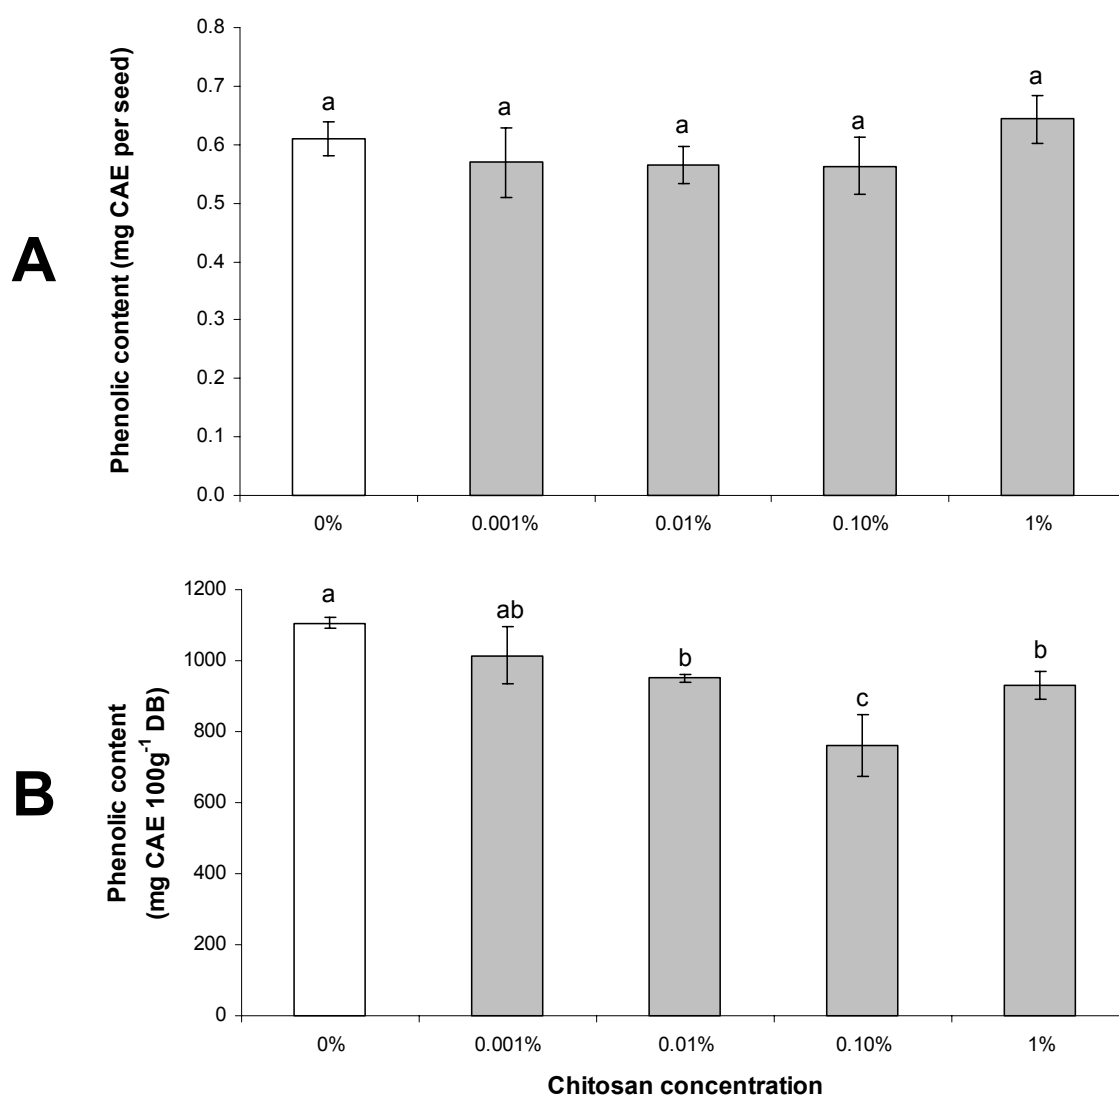 A
Phenolic content (mg CAE per seed)
0.8
0.7
0.6
0.5
0.4
0.3
0.2
0.1
0.0
a
a
a
a
a
0%
0.001%
0.01%
0.10%
1%
B
Phenolic content
(mg CAE 100g⁻¹ DB)
1200
1000
800
600
400
200
0
a
ab
b
c
b
0%
0.001%
0.01%
0.10%
1%
Chitosan concentration